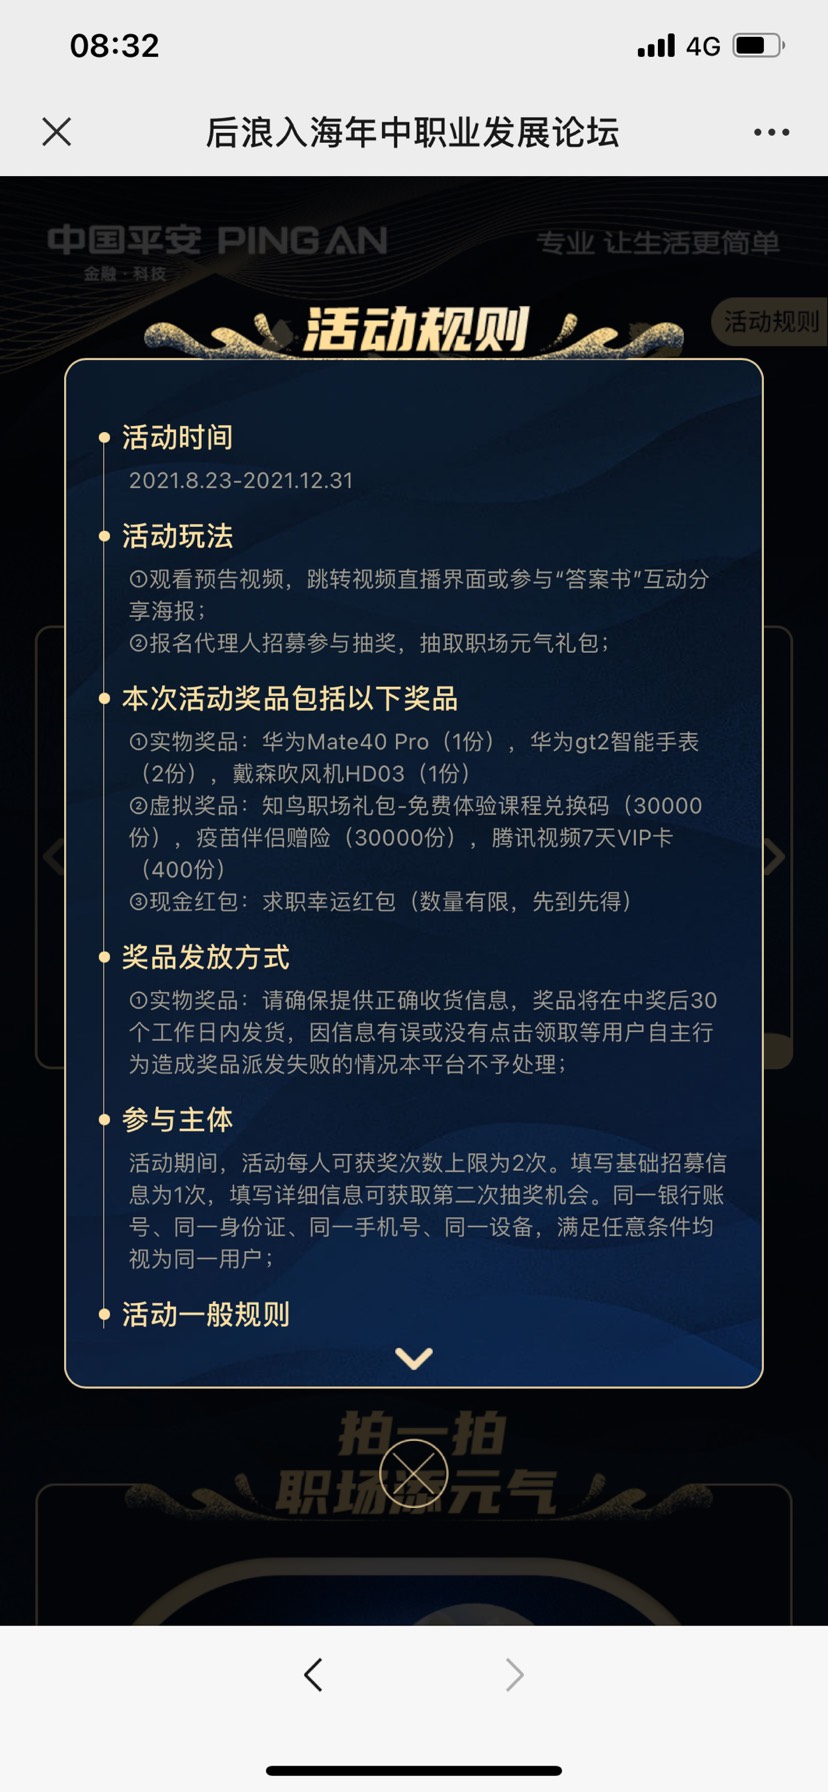 08:32
4G
后浪入海年中职业发展论坛
中国平安 PING AN
专业 让生活更简单
金融·科技
活动规则
活动规则
活动时间
2021.8.23-2021.12.31
活动玩法
①观看预告视频，跳转视频直播界面或参与“答案书”互动分
享海报；
②报名代理人招募参与抽奖，抽取职场元气礼包；
本次活动奖品包括以下奖品
①实物奖品：华为Mate40 Pro（1份），华为gt2智能手表
（2份），戴森吹风机HD03（1份）
②虚拟奖品：知鸟职场礼包-免费体验课程兑换码（30000
份），疫苗伴侣赠险（30000份），腾讯视频7天VIP卡
（400份）
③现金红包：求职幸运红包（数量有限，先到先得）
奖品发放方式
①实物奖品：请确保提供正确收货信息，奖品将在中奖后30
个工作日内发货，因信息有误或没有点击领取等用户自主行
为造成奖品派发失败的情况本平台不予处理；
参与主体
活动期间，活动每人可获奖次数上限为2次。填写基础招募信
息为1次，填写详细信息可获取第二次抽奖机会。同一银行账
号、同一身份证、同一手机号、同一设备，满足任意条件均
视为同一用户；
活动一般规则
拍一拍
职场添元气